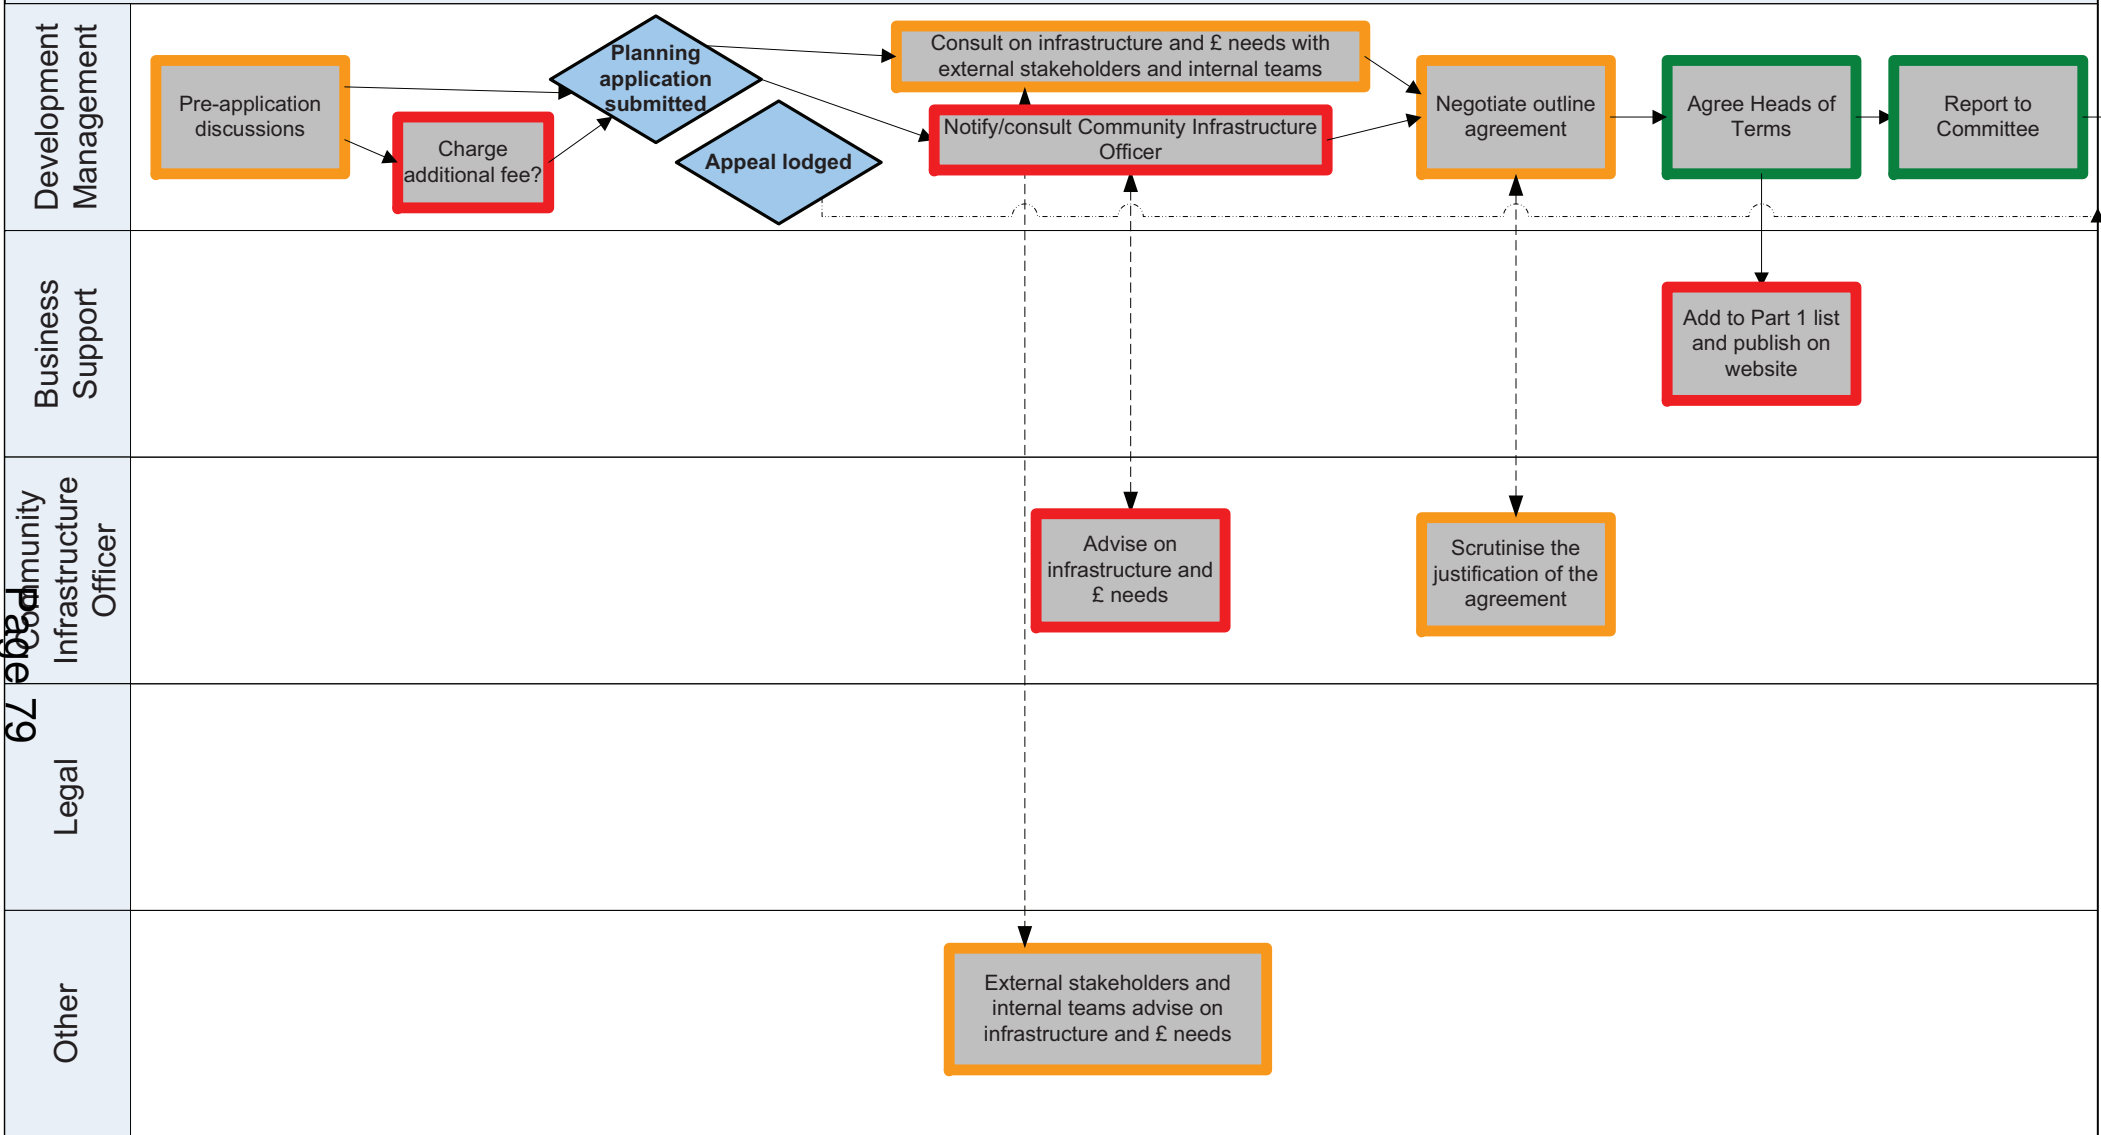 Development
Management
Pre-application
discussions
Charge
additional fee?
Planning
application
submitted
Appeal lodged
Consult on infrastructure and £ needs with
external stakeholders and internal teams
Notify/consult Community Infrastructure
Officer
Negotiate outline
agreement
Agree Heads of
Terms
Report to
Committee
Business
Support
Add to Part 1 list
and publish on
website
Community
Infrastructure
Officer
Advise on
infrastructure and
£ needs
Scrutinise the
justification of the
agreement
Page 79
Legal
Other
External stakeholders and
internal teams advise on
infrastructure and £ needs